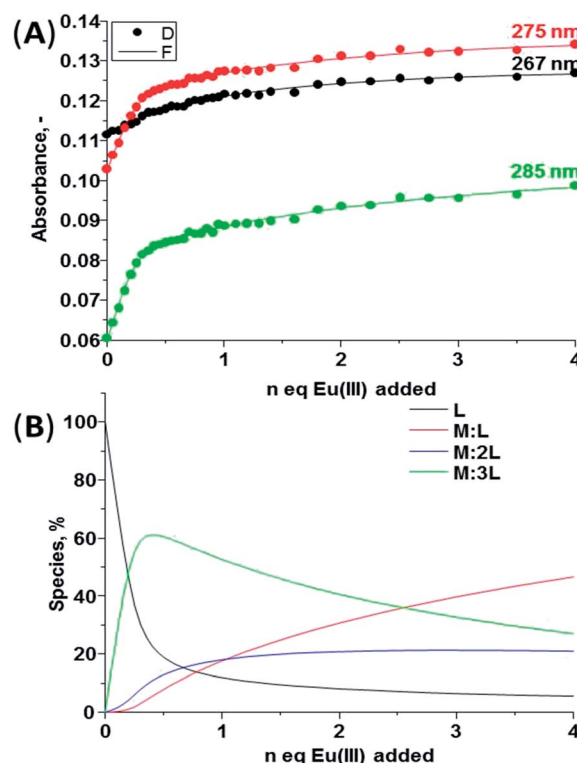 (A)
D
F
0.14
0.13
0.12
0.11
0.10
0.09
0.08
0.07
0.06
Absorbance, -
275 nm
267 nm
285 nm
0 1 2 3 4
n eq Eu(III) added
(B)
L
M:L
M:2L
M:3L
100
80
60
40
20
0
Species, %
0 1 2 3 4
n eq Eu(III) added